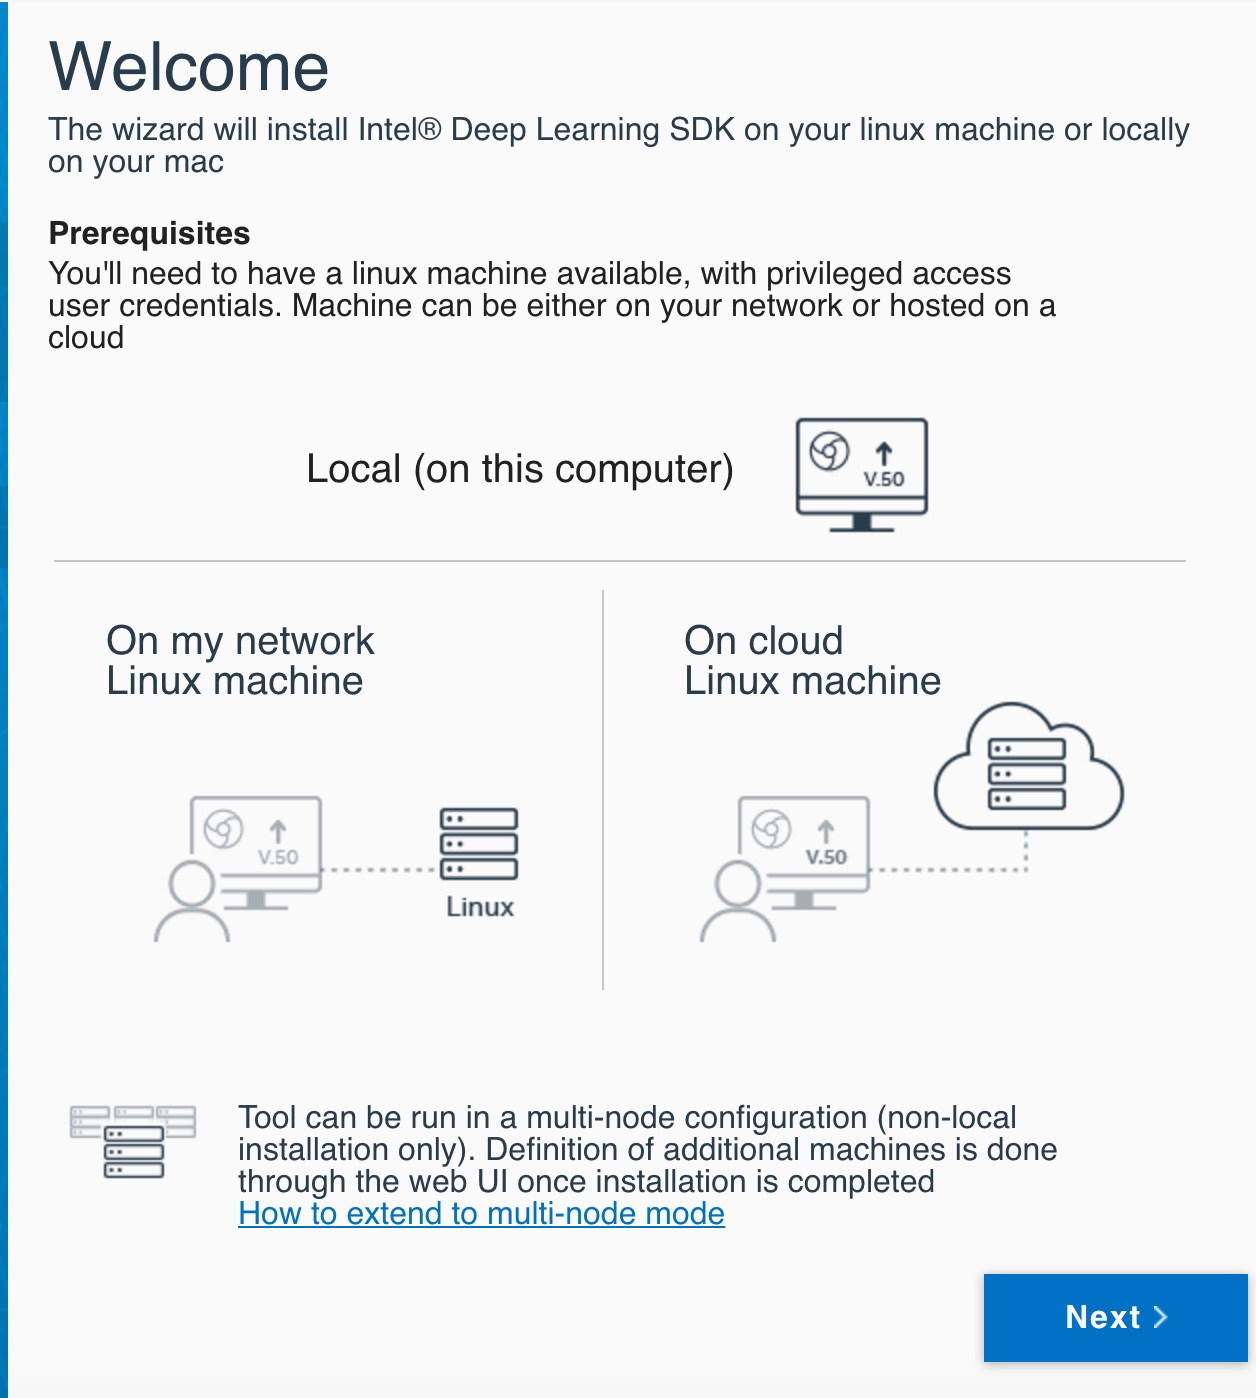 Welcome
The wizard will install Intel® Deep Learning SDK on your linux machine or locally
on your mac
Prerequisites
You'll need to have a linux machine available, with privileged access
user credentials. Machine can be either on your network or hosted on a
cloud
Local (on this computer)
V.50
On my network
Linux machine
V.50
Linux
On cloud
Linux machine
V.50
Tool can be run in a multi-node configuration (non-local
installation only). Definition of additional machines is done
through the web UI once installation is completed
How to extend to multi-node mode
Next >